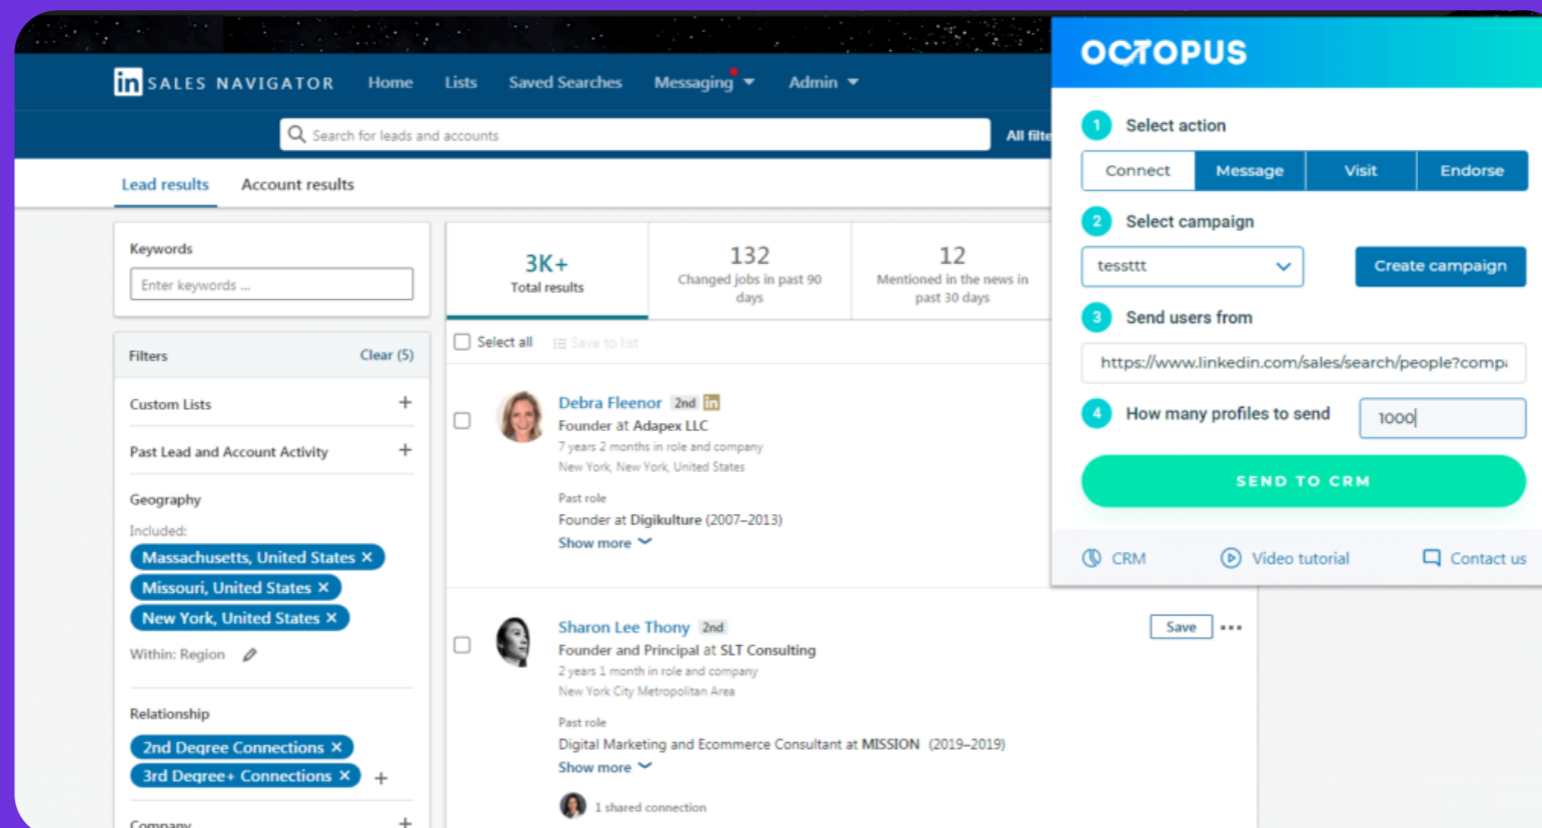 in SALES NAVIGATOR Home Lists Saved Searches Messaging Admin
Search for leads and accounts
All filte
Lead results Account results
Keywords
Enter keywords ...
Filters Clear (5)
Custom Lists
Past Lead and Account Activity
Geography
Included:
Massachusetts, United States ×
Missouri, United States ×
New York, United States ×
Within: Region
Relationship
2nd Degree Connections ×
3rd Degree+ Connections ×
Company
3K+
Total results
132
Changed jobs in past 90
days
12
Mentioned in the news in
past 30 days
Select all Save to list
Debra Fleenor 2nd in
Founder at Adapex LLC
7 years 2 months in role and company
New York, New York, United States
Past role
Founder at Digikulture (2007–2013)
Show more
Sharon Lee Thony 2nd
Save
Founder and Principal at SLT Consulting
2 years 1 month in role and company
New York City Metropolitan Area
Past role
Digital Marketing and Ecommerce Consultant at MISSION (2019–2019)
Show more
1 shared connection
OCTOPUS
1 Select action
Connect Message Visit Endorse
2 Select campaign
tessttt Create campaign
3 Send users from
https://www.linkedin.com/sales/search/people?comp
4 How many profiles to send 1000
SEND TO CRM
CRM Video tutorial Contact us